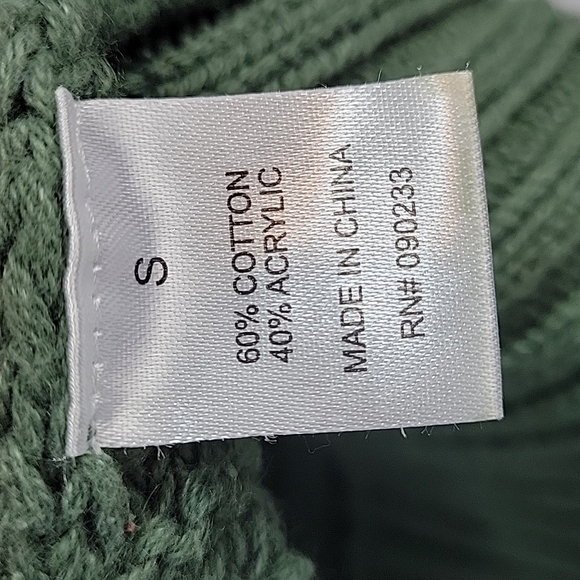 S
60% COTTON
40% ACRYLIC
MADE IN CHINA
RN# 090233